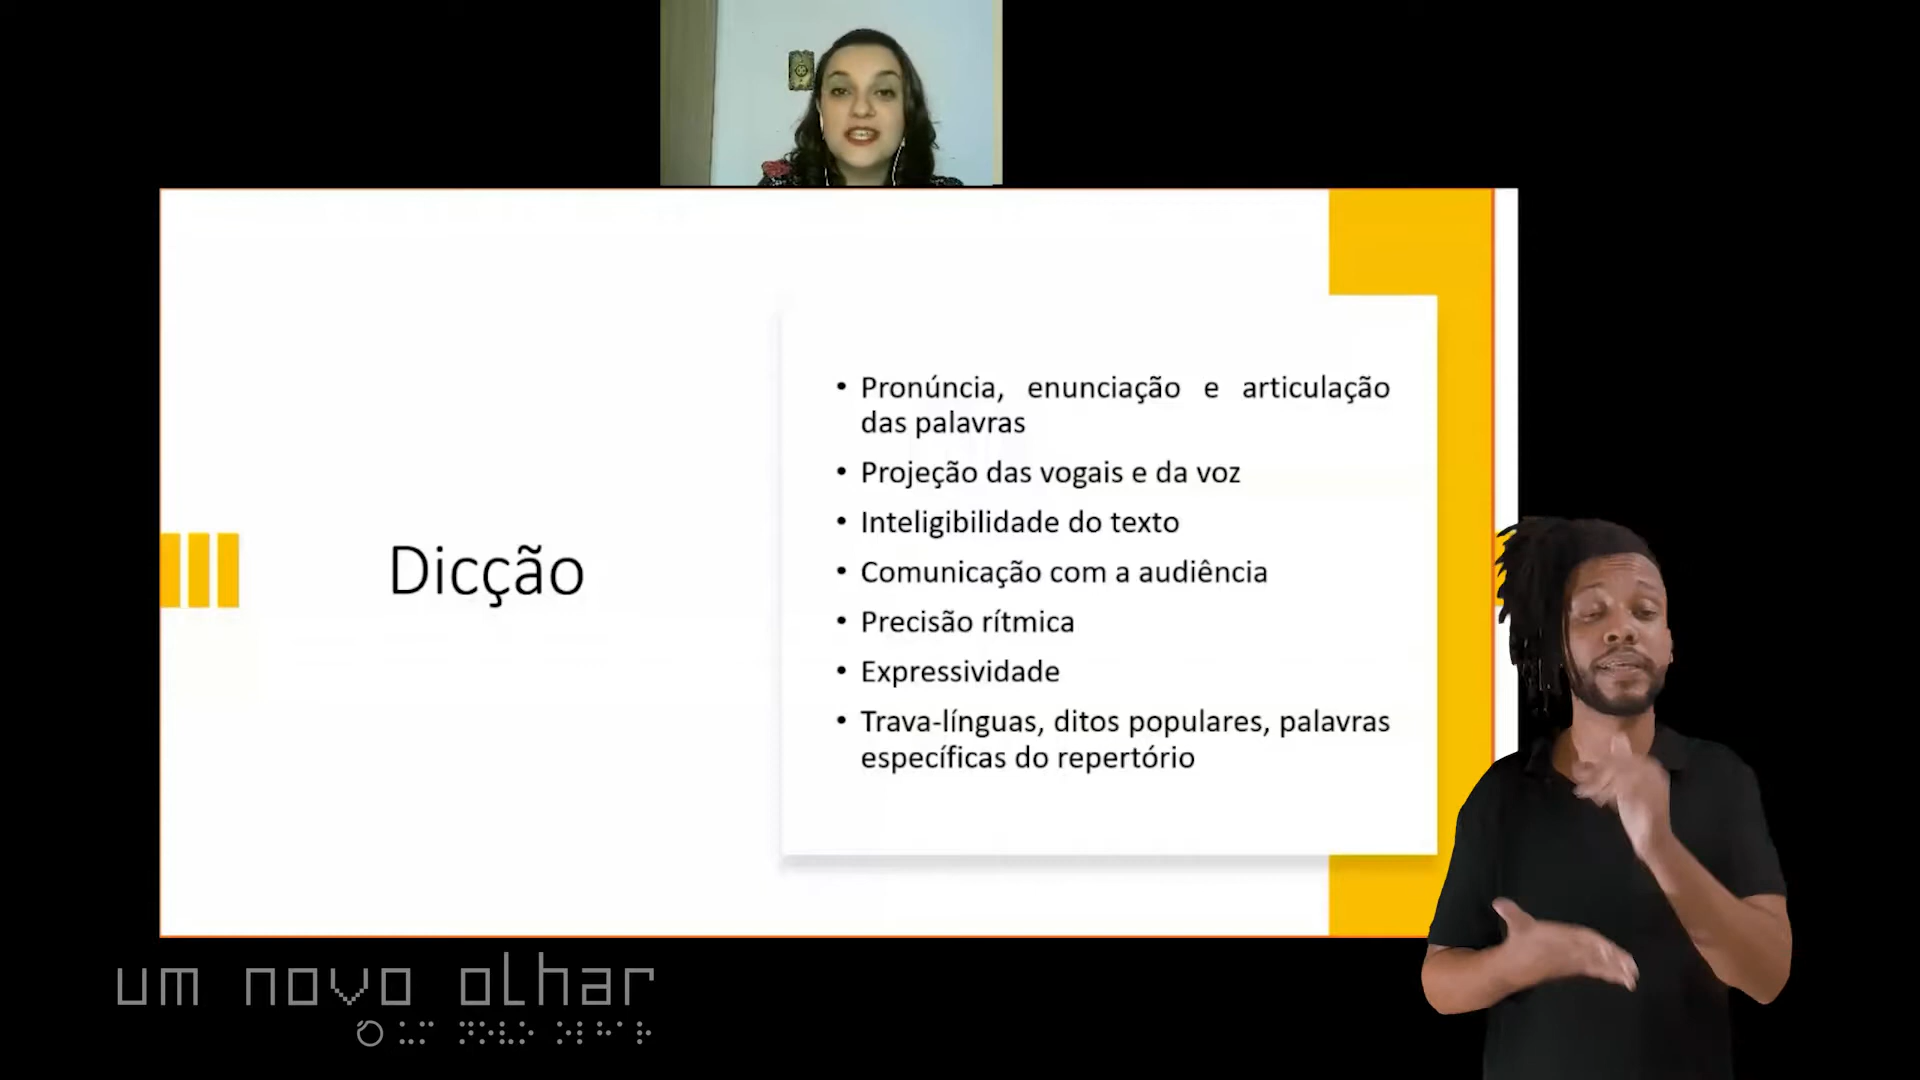 Dicção
• Pronúncia, enunciação e articulação
das palavras
• Projeção das vogais e da voz
• Inteligibilidade do texto
• Comunicação com a audiência
• Precisão rítmica
• Expressividade
• Trava-línguas, ditos populares, palavras
específicas do repertório
um novo olhar